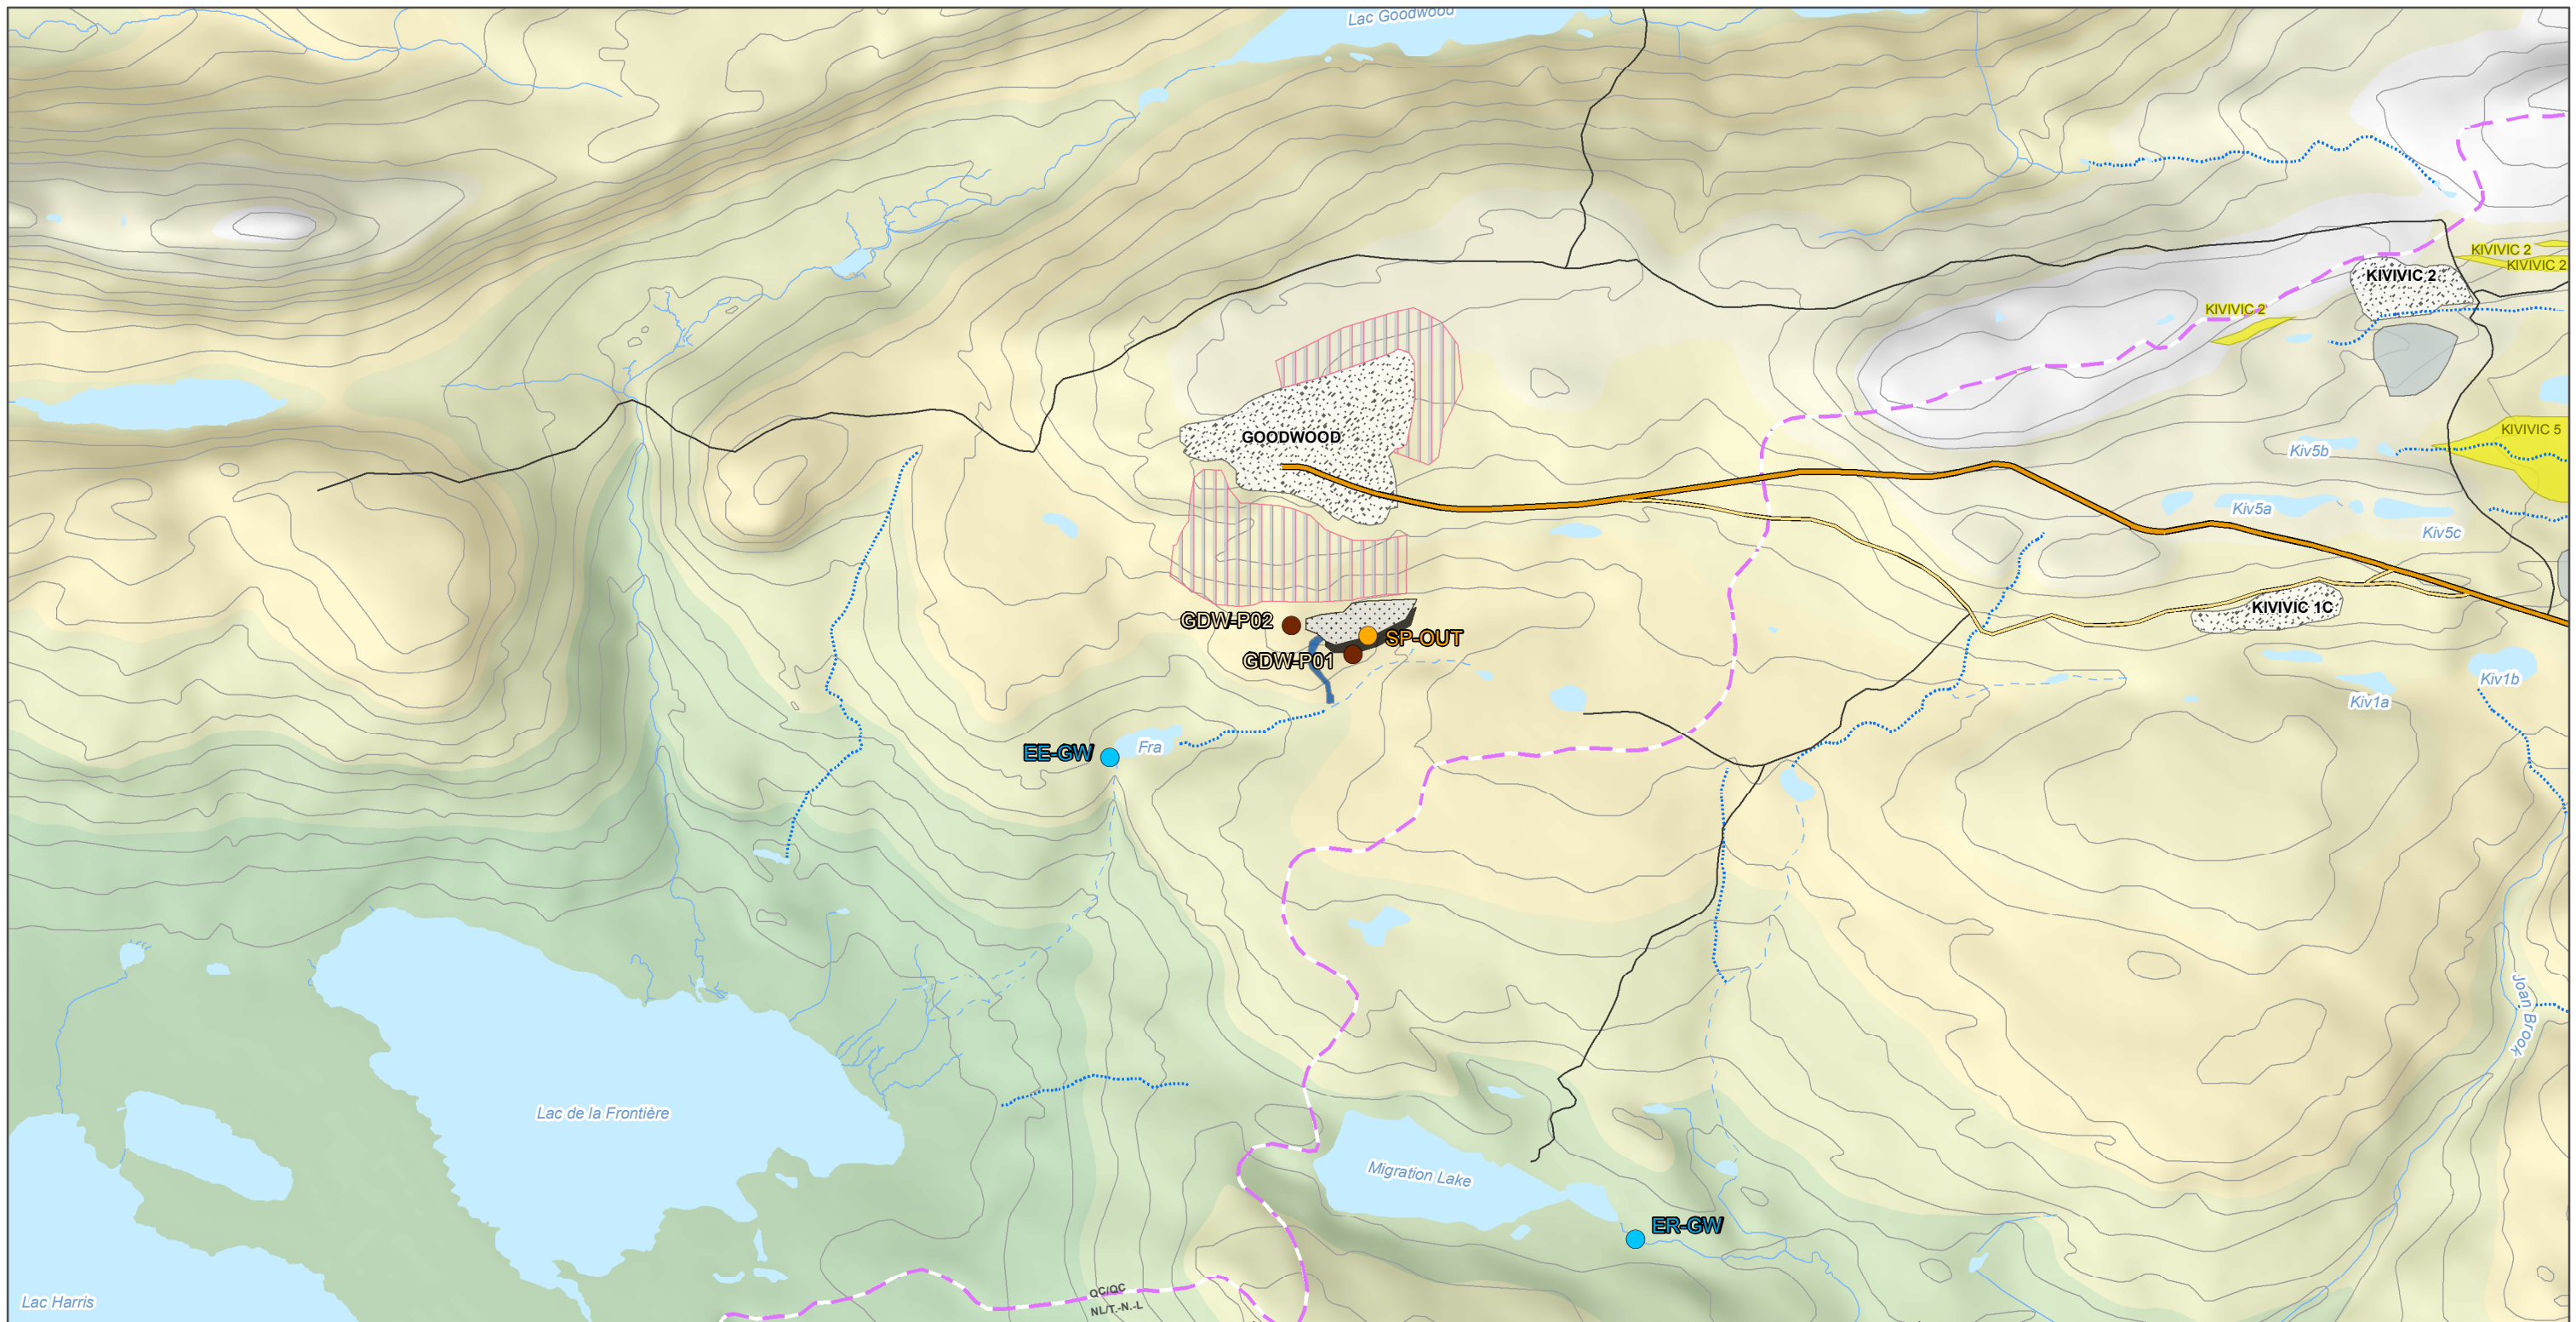 Lac Goodwood
KIVIVIC 2
KIVIVIC 2
KIVIVIC 2
KIVIVIC 2
GOODWOOD
KIVIVIC 5
Kiv5b
Kiv5a
Kiv5c
KIVIVIC 1C
GDW-P02
SP-OUT
GDW-P01
Kiv1b
Kiv1a
EE-GW
Fra
Joan Brook
Lac de la Frontière
Migration Lake
ER-GW
QC/QC
NL/T.-N.-L
Lac Harris